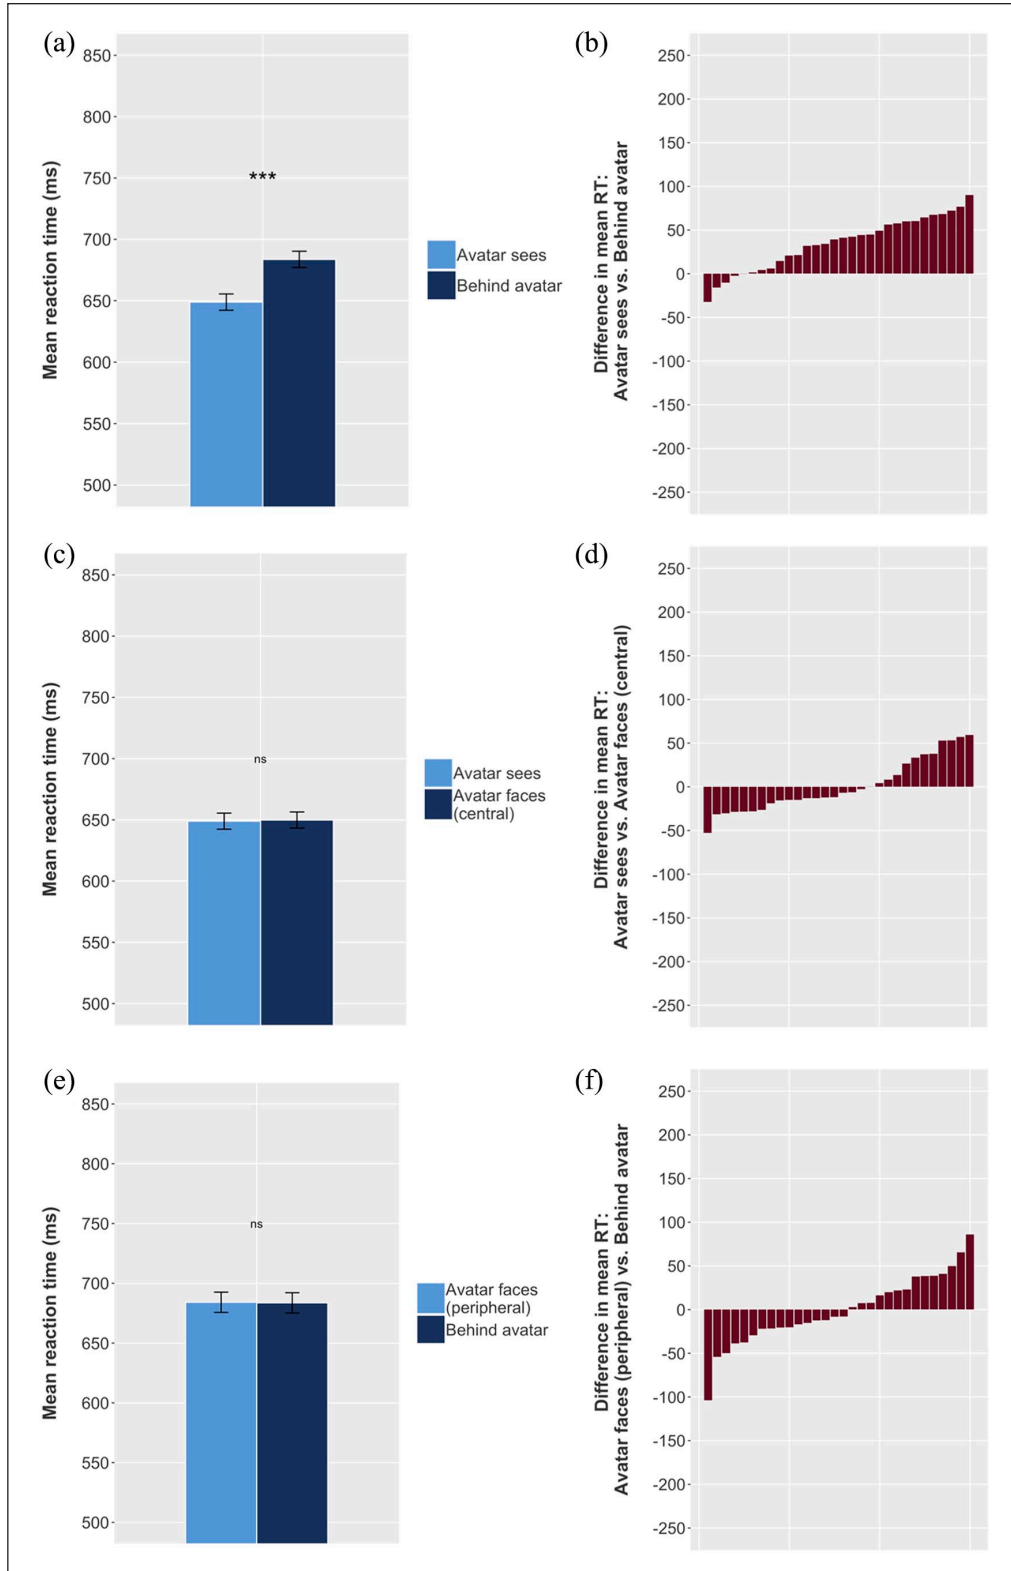 (a)
850
800
750
700
650
600
550
500
Mean reaction time (ms)
***
Avatar sees
Behind avatar
(b)
250
200
150
100
50
0
-50
-100
-150
-200
-250
Difference in mean RT:
Avatar sees vs. Behind avatar
(c)
850
800
750
700
650
600
550
500
Mean reaction time (ms)
ns
Avatar sees
Avatar faces
(central)
(d)
250
200
150
100
50
0
-50
-100
-150
-200
-250
Difference in mean RT:
Avatar sees vs. Avatar faces (central)
(e)
850
800
750
700
650
600
550
500
Mean reaction time (ms)
ns
Avatar faces
(peripheral)
Behind avatar
(f)
250
200
150
100
50
0
-50
-100
-150
-200
-250
Difference in mean RT:
Avatar faces (peripheral) vs. Behind avatar